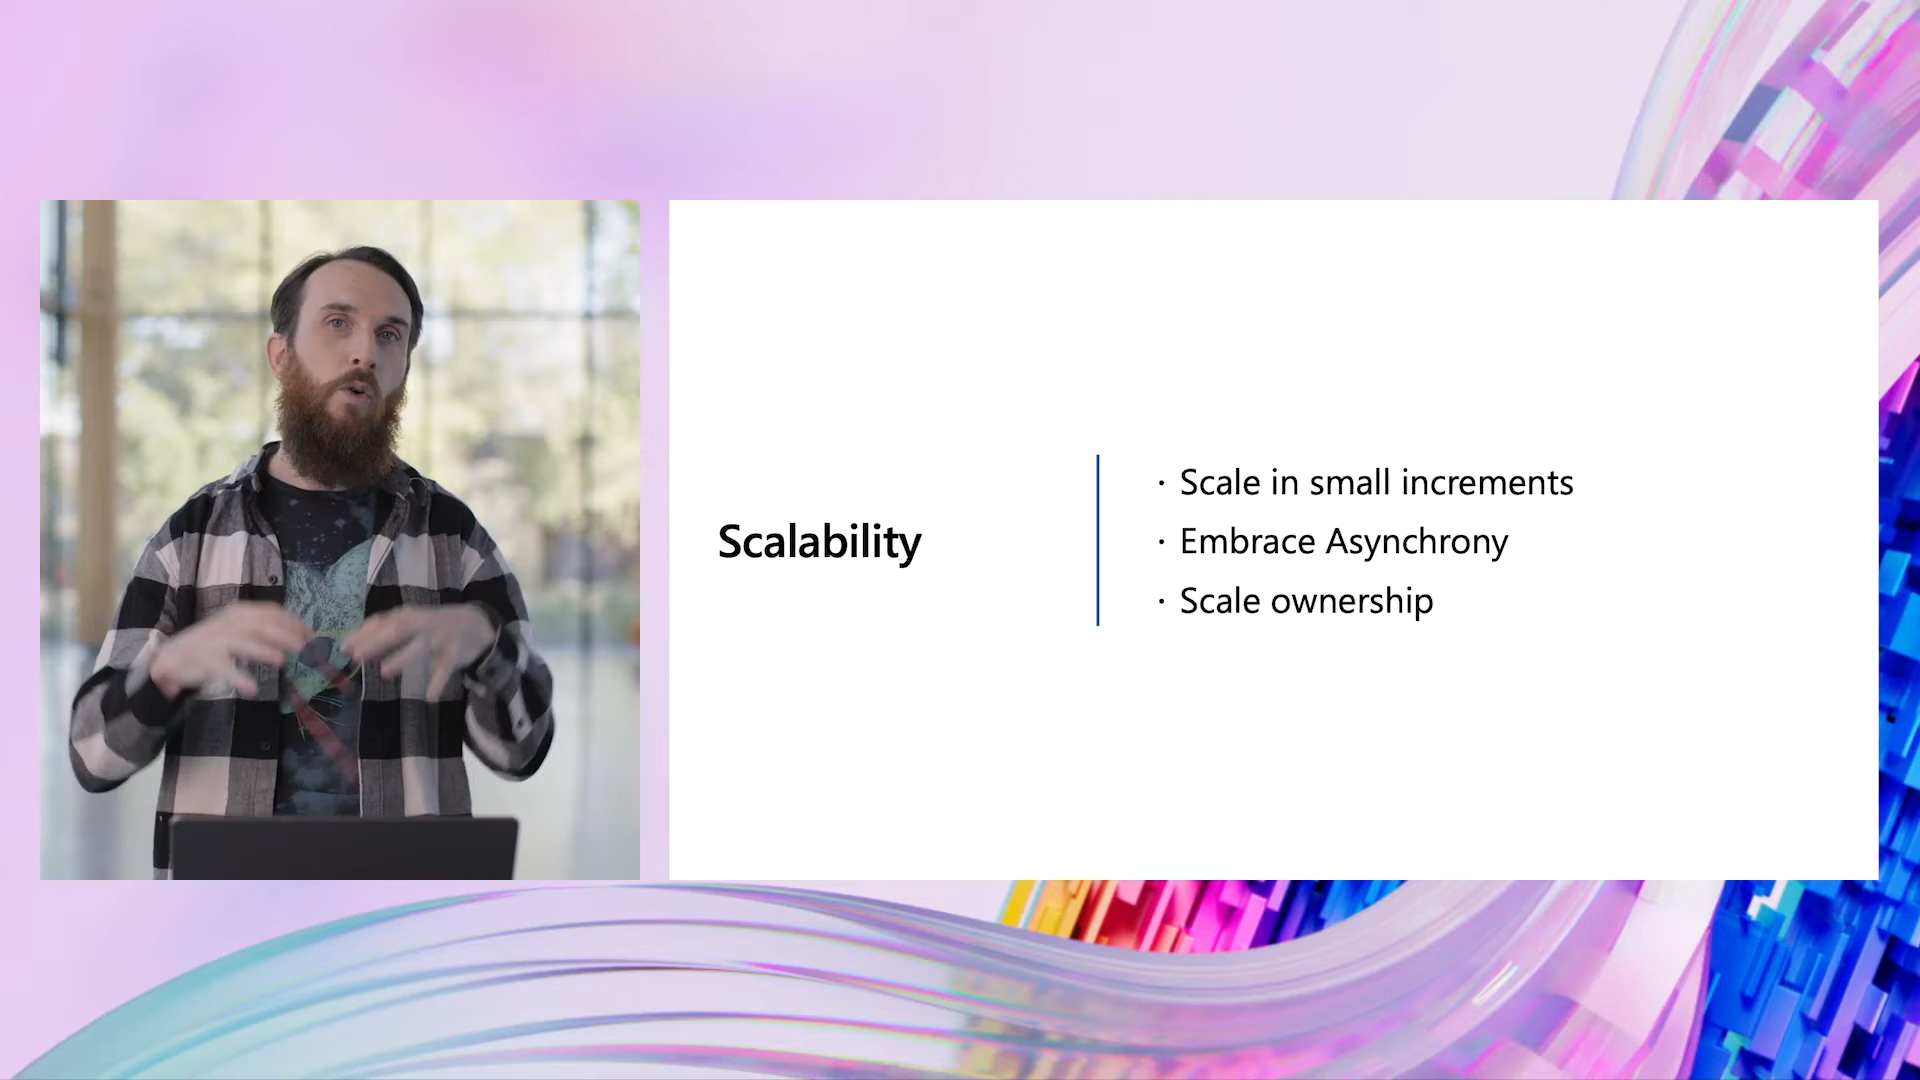 Scalability
· Scale in small increments
· Embrace Asynchrony
· Scale ownership